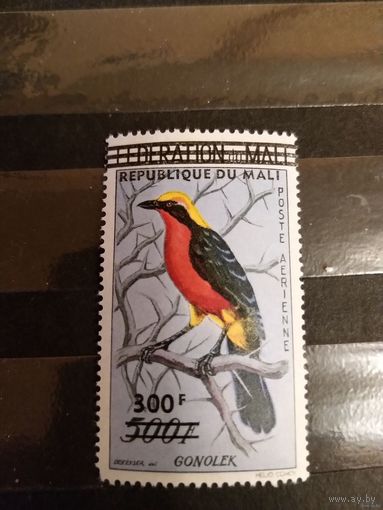 FEDERATION du MALI
REPUBLIQUE DU MALI
POSTE AERIENNE
300F
500F
GONOLEK
HELIO COMOY
www.ay.by